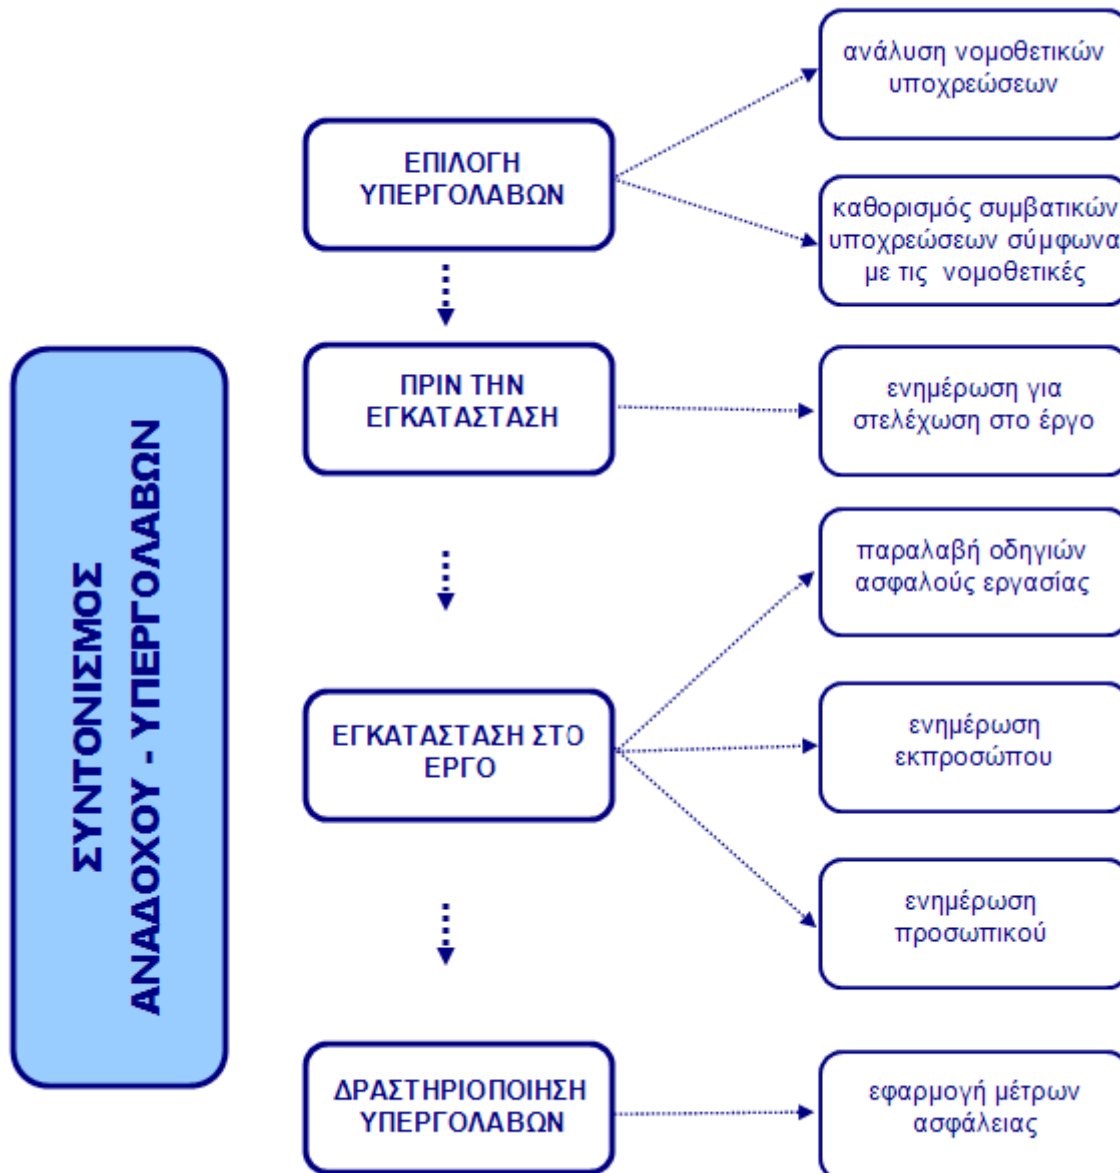 ΣΥΝΤΟΝΙΣΜΟΣ
ΑΝΑΔΟΧΟΥ - ΥΠΕΡΓΟΛΑΒΩΝ
ΕΠΙΛΟΓΗ
ΥΠΕΡΓΟΛΑΒΩΝ
ανάλυση νομοθετικών
υποχρεώσεων
καθορισμός συμβατικών
υποχρεώσεων σύμφωνα
με τις νομοθετικές
ΠΡΙΝ ΤΗΝ
ΕΓΚΑΤΑΣΤΑΣΗ
ενημέρωση για
στελέχωση στο έργο
ΕΓΚΑΤΑΣΤΑΣΗ ΣΤΟ
ΕΡΓΟ
παραλαβή οδηγιών
ασφαλούς εργασίας
ενημέρωση
εκπροσώπου
ενημέρωση
προσωπικού
ΔΡΑΣΤΗΡΙΟΠΟΙΗΣΗ
ΥΠΕΡΓΟΛΑΒΩΝ
εφαρμογή μέτρων
ασφάλειας